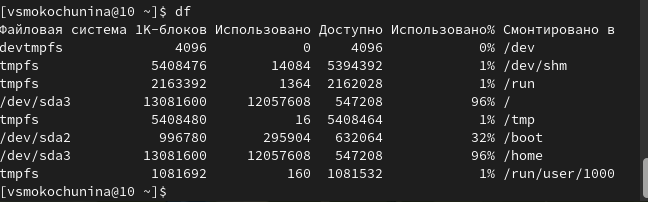 [vsmokochunina@10 ~]$ df
Файловая система 1K-блоков Использовано Доступно Использовано% Смонтировано в
devtmpfs 4096 0 4096 0% /dev
tmpfs 5408476 14084 5394392 1% /dev/shm
tmpfs 2163392 1364 2162028 1% /run
/dev/sda3 13081600 12057608 547208 96% /
tmpfs 5408480 16 5408464 1% /tmp
/dev/sda2 996780 295904 632064 32% /boot
/dev/sda3 13081600 12057608 547208 96% /home
tmpfs 1081692 160 1081532 1% /run/user/1000
[vsmokochunina@10 ~]$